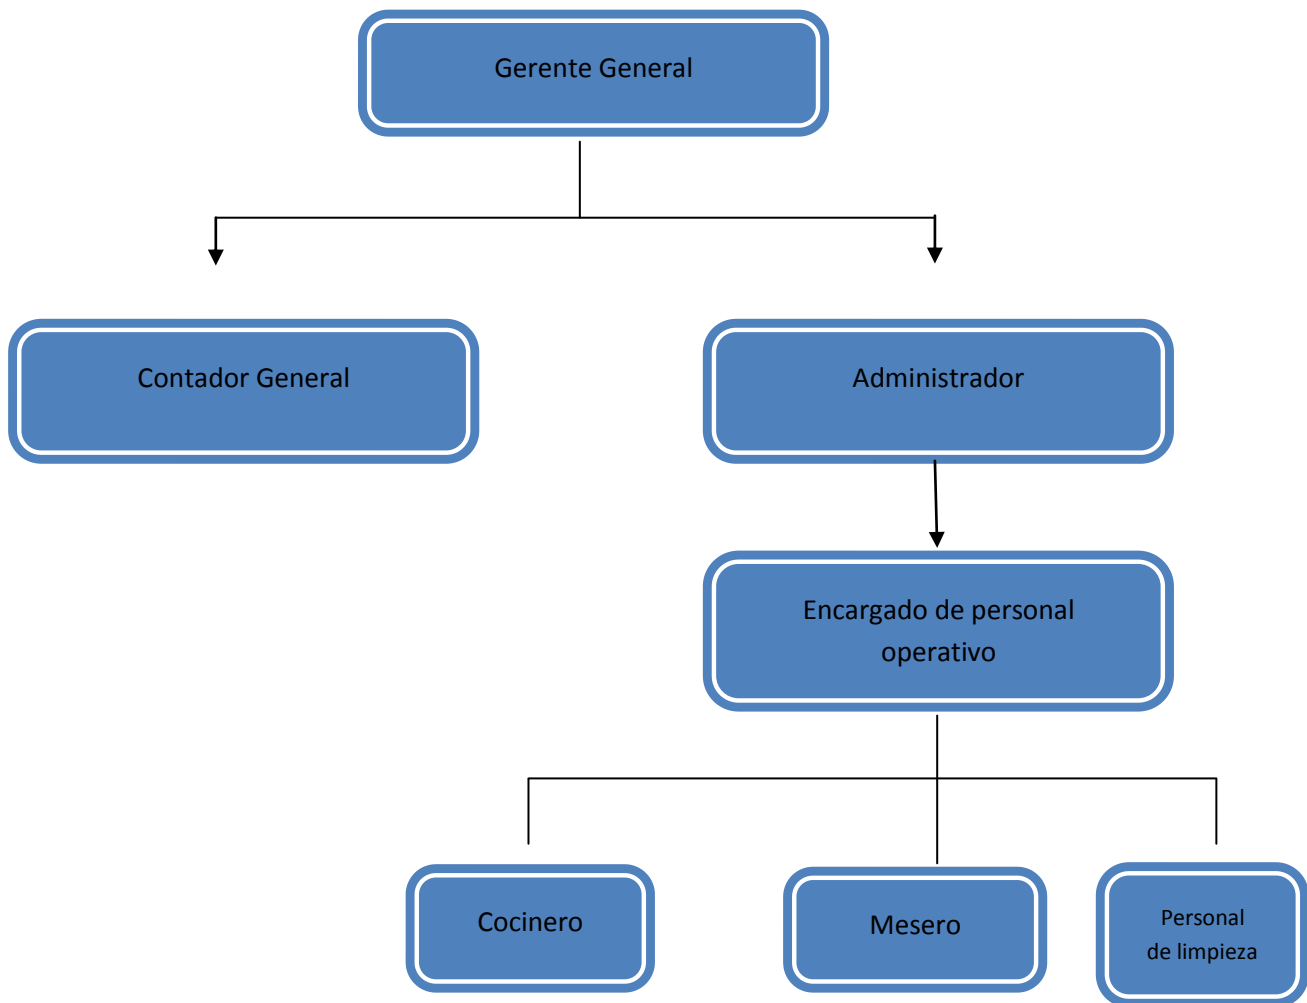 Gerente General
Contador General
Administrador
Encargado de personal
operativo
Cocinero
Mesero
Personal
de limpieza